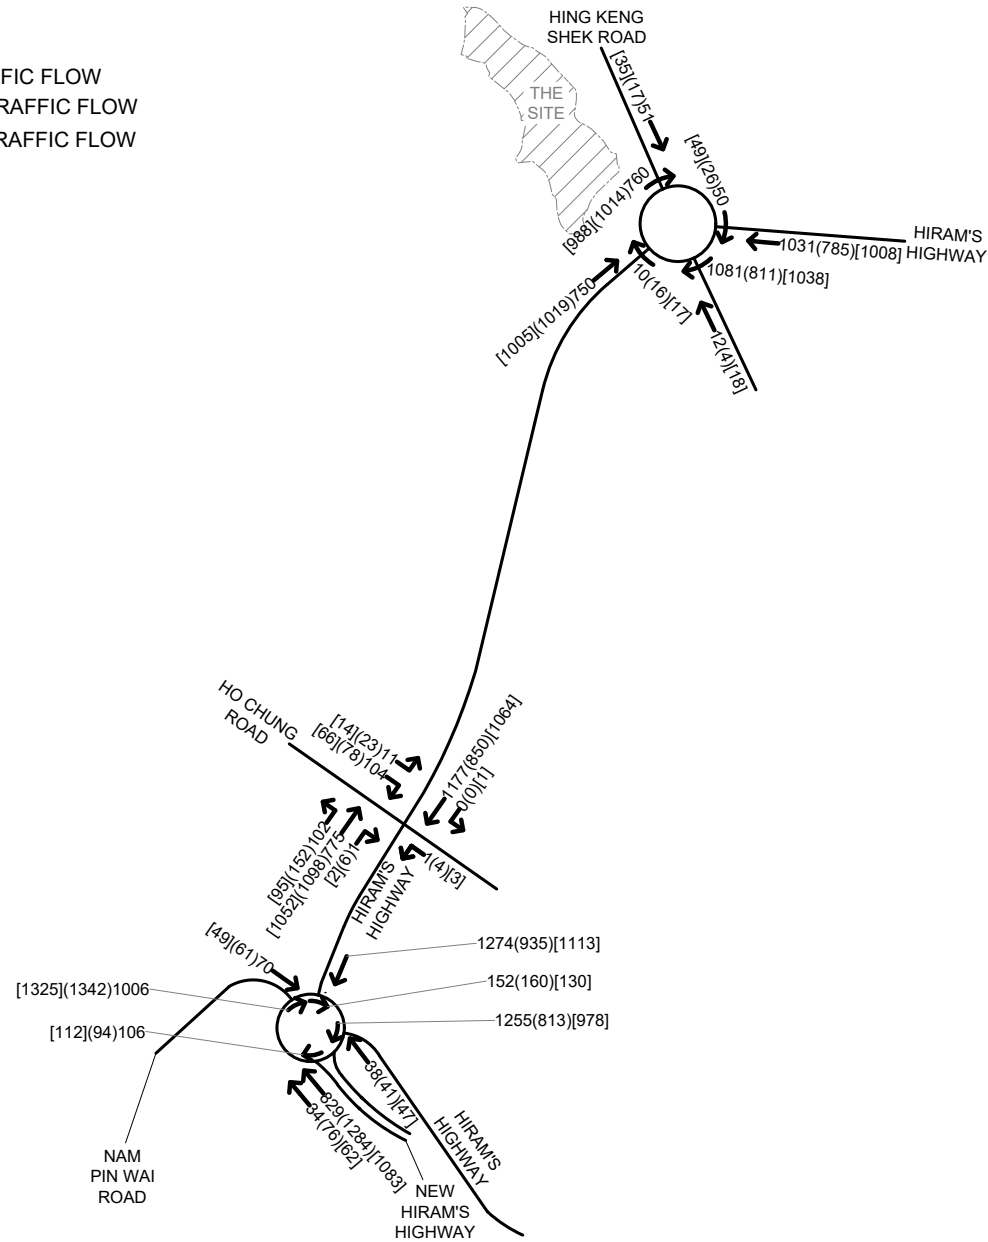 FIC FLOW
RAFFIC FLOW
RAFFIC FLOW
HING KENG
SHEK ROAD
THE
SITE
[35](17)51
[49](26)50
[988](1014)760
HIRAM'S
HIGHWAY
1031(785)[1008]
1081(811)[1038]
10(16)[17]
[1005](1019)750
12(4)[18]
HO CHUNG
ROAD
[14](23)11
[66](78)104
1177(850)[1064]
0(0)[1]
[95](152)102
[1052](1098)775
[2](6)1
1(4)[3]
HIRAM'S
HIGHWAY
[49](61)70
1274(935)[1113]
[1325](1342)1006
152(160)[130]
1255(813)[978]
[112](94)106
38(41)[47]
829(1284)[1083]
34(76)[62]
HIRAM'S
HIGHWAY
NAM
PIN WAI
ROAD
NEW
HIRAM'S
HIGHWAY